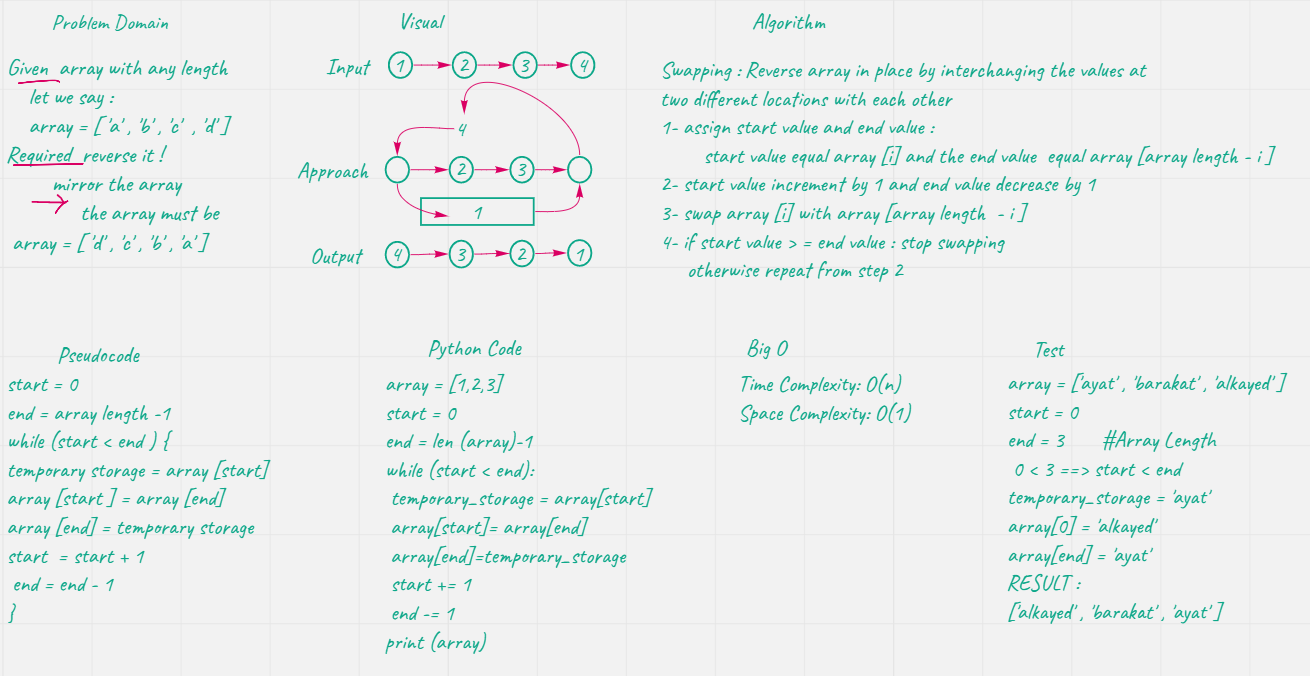 Problem Domain
Given array with any length
let we say :
array = ['a' , 'b' , 'c' , 'd' ]
Required reverse it !
mirror the array
the array must be
array = [ 'd' , 'c' , 'b' , 'a' ]
Visual
Input 1 2 3 4
4
Approach 2 3
1
Output 4 3 2 1
Algorithm
Swapping : Reverse array in place by interchanging the values at
two different locations with each other
1- assign start value and end value :
start value equal array [i] and the end value equal array [array length - i ]
2- start value increment by 1 and end value decrease by 1
3- swap array [i] with array [array length - i ]
4- if start value > = end value : stop swapping
otherwise repeat from step 2
Pseudocode
start = 0
end = array length -1
while (start < end ) {
temporary storage = array [start]
array [start ] = array [end]
array [end] = temporary storage
start = start + 1
end = end - 1
}
Python Code
array = [1,2,3]
start = 0
end = len (array)-1
while (start < end):
temporary_storage = array[start]
array[start]= array[end]
array[end]=temporary_storage
start += 1
end -= 1
print (array)
Big O
Time Complexity: O(n)
Space Complexity: O(1)
Test
array = ['ayat' , 'barakat' , 'alkayed' ]
start = 0
end = 3 #Array Length
0 < 3 ==> start < end
temporary_storage = 'ayat'
array[0] = 'alkayed'
array[end] = 'ayat'
RESULT :
['alkayed' , 'barakat' , 'ayat' ]